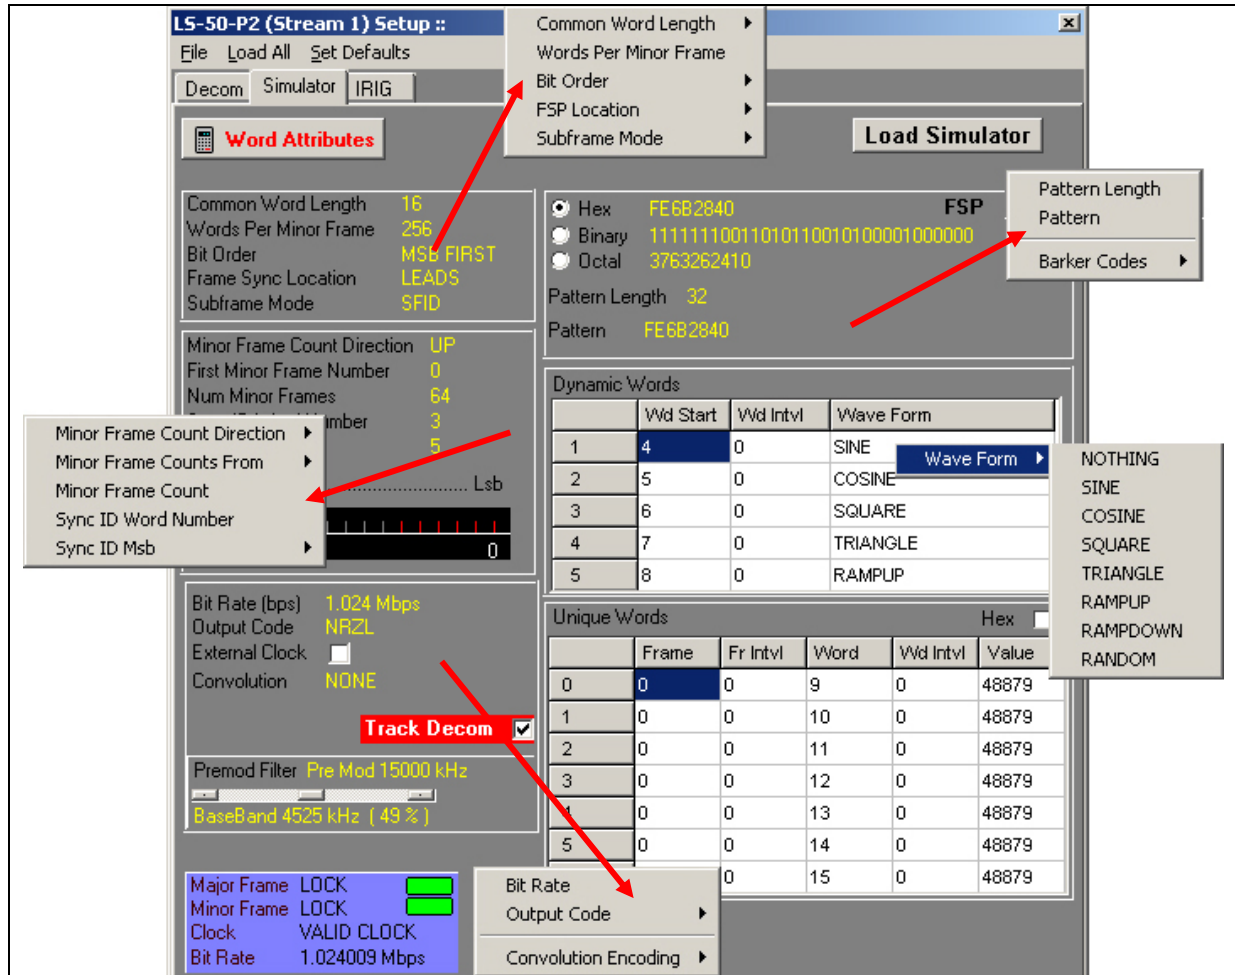 LS-50-P2 (Stream 1) Setup ::
File Load All Set Defaults
Decom Simulator IRIG
Common Word Length
Words Per Minor Frame
Bit Order
FSP Location
Subframe Mode
Word Attributes
Load Simulator
Common Word Length 16
Words Per Minor Frame 256
Bit Order MSB FIRST
Frame Sync Location LEADS
Subframe Mode SFID
Hex FE6B2840 FSP
Binary 11111110011010110010100001000000
Octal 3763262410
Pattern Length 32
Pattern FE6B2840
Pattern Length
Pattern
Barker Codes
Minor Frame Count Direction UP
First Minor Frame Number 0
Num Minor Frames 64
3
5
Lsb
0
Minor Frame Count Direction
Minor Frame Counts From
Minor Frame Count
Sync ID Word Number
Sync ID Msb
Dynamic Words
Wd Start Wd Intvl Wave Form
1 4 0 SINE
2 5 0 COSINE
3 6 0 SQUARE
4 7 0 TRIANGLE
5 8 0 RAMPUP
Wave Form
NOTHING
SINE
COSINE
SQUARE
TRIANGLE
RAMPUP
RAMPDOWN
RANDOM
Bit Rate (bps) 1.024 Mbps
Output Code NRZL
External Clock
Convolution NONE
Track Decom
Premod Filter Pre Mod 15000 kHz
BaseBand 4525 kHz ( 49 % )
Unique Words Hex
Frame Fr Intvl Word Wd Intvl Value
0 0 0 9 0 48879
1 0 0 10 0 48879
2 0 0 11 0 48879
3 0 0 12 0 48879
4 0 0 13 0 48879
5 0 0 14 0 48879
0 15 0 48879
Major Frame LOCK
Minor Frame LOCK
Clock VALID CLOCK
Bit Rate 1.024009 Mbps
Bit Rate
Output Code
Convolution Encoding